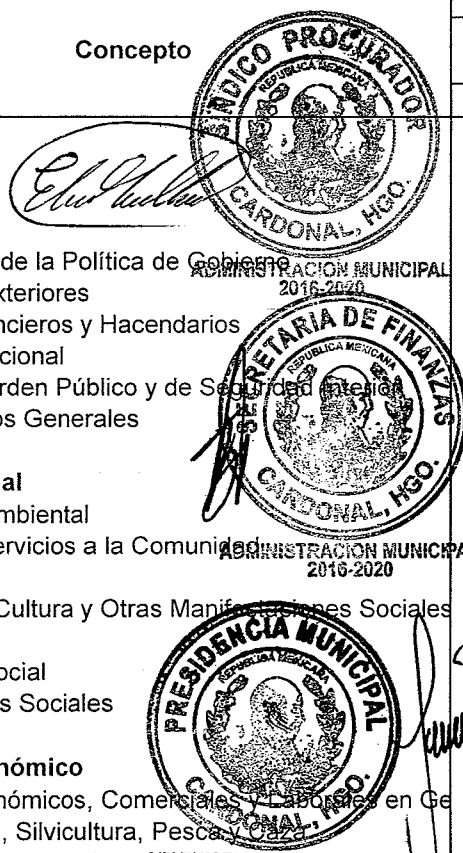 Concepto
SINDICO PROCURADOR
REPUBLICA MEXICANA
CARDONAL, HGO.
de la Política de Gobierno
ADMINISTRACION MUNICIPAL
2016-2020
xteriores
ncieros y Hacendarios
cional
rden Público y de Seguridad Interior
os Generales
SECRETARIA DE FINANZAS
REPUBLICA MEXICANA
CARDONAL, HGO.
al
mbiental
ervicios a la Comunidad
ADMINISTRACION MUNICIPA
2016-2020
Cultura y Otras Manifestaciones Sociales
ocial
s Sociales
PRESIDENCIA MUNICIPAL
REPUBLICA MEXICANA
CARDONAL, HGO.
nómico
nómicos, Comerciales y Laborales en Ge
, Silvicultura, Pesca y Caza